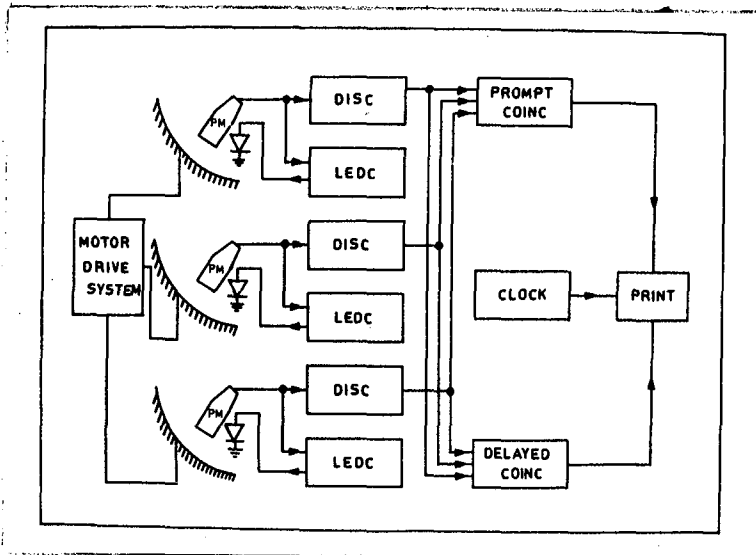 PM
DISC
LEDC
PROMPT
COINC
MOTOR
DRIVE
SYSTEM
PM
DISC
LEDC
CLOCK
PRINT
PM
DISC
LEDC
DELAYED
COINC